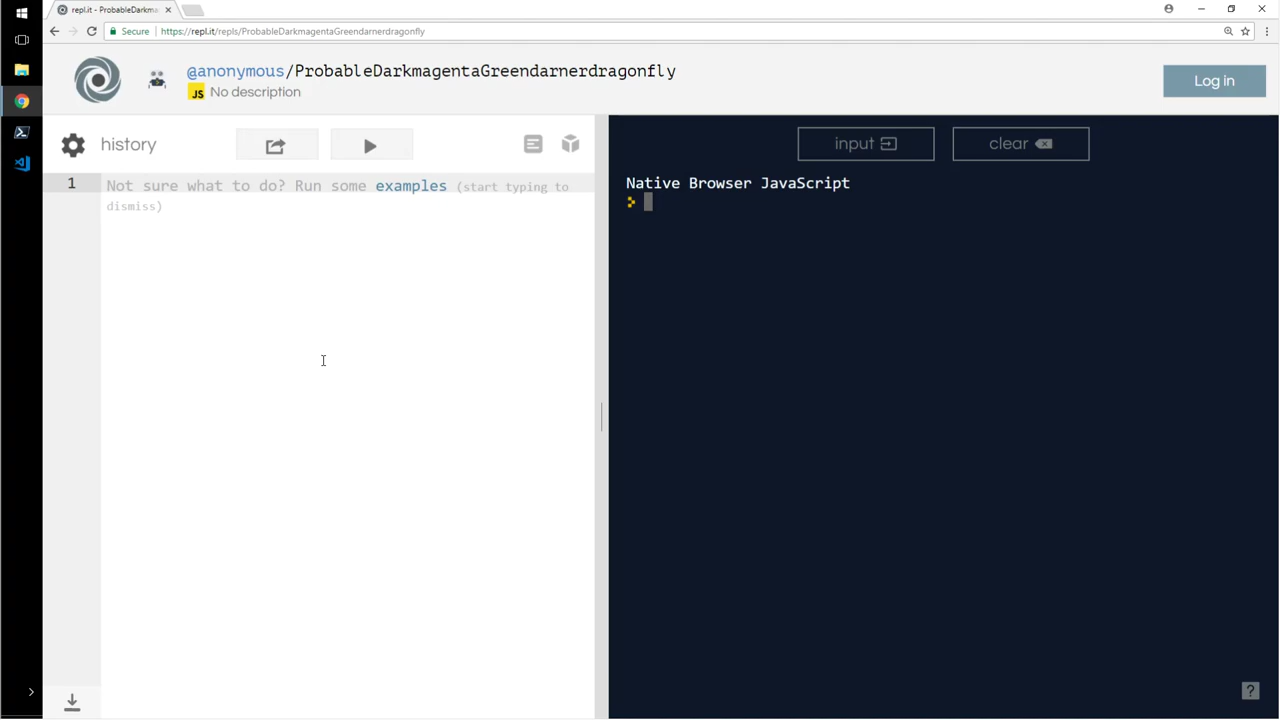 repl.it - ProbableDarkma
Secure https://repl.it/repls/ProbableDarkmagentaGreendarnerdragonfly
@anonymous/ProbableDarkmagentaGreendarnerdragonfly
JS No description
Log in
history
1 Not sure what to do? Run some examples (start typing to
dismiss)
input
clear
Native Browser JavaScript
?